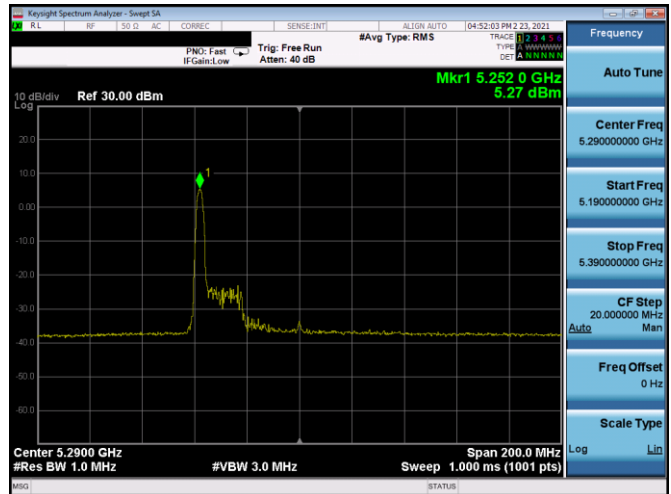 Keysight Spectrum Analyzer - Swept SA
RL RF 50 Ω AC CORREC SENSE:INT ALIGN AUTO 04:52:03 PM 2 23, 2021
#Avg Type: RMS
TRACE 1 2 3 4 5 6
PNO: Fast Trig: Free Run
TYPE A WWWWW
IFGain:Low Atten: 40 dB
DET A N N N N N
Mkr1 5.252 0 GHz
5.27 dBm
10 dB/div Ref 30.00 dBm
Log
20.0
10.0
0.00
-10.0
-20.0
-30.0
-40.0
-50.0
-60.0
1
Center 5.2900 GHz Span 200.0 MHz
#Res BW 1.0 MHz #VBW 3.0 MHz Sweep 1.000 ms (1001 pts)
MSG STATUS
Frequency
Auto Tune
Center Freq
5.290000000 GHz
Start Freq
5.190000000 GHz
Stop Freq
5.390000000 GHz
CF Step
20.000000 MHz
Auto Man
Freq Offset
0 Hz
Scale Type
Log Lin